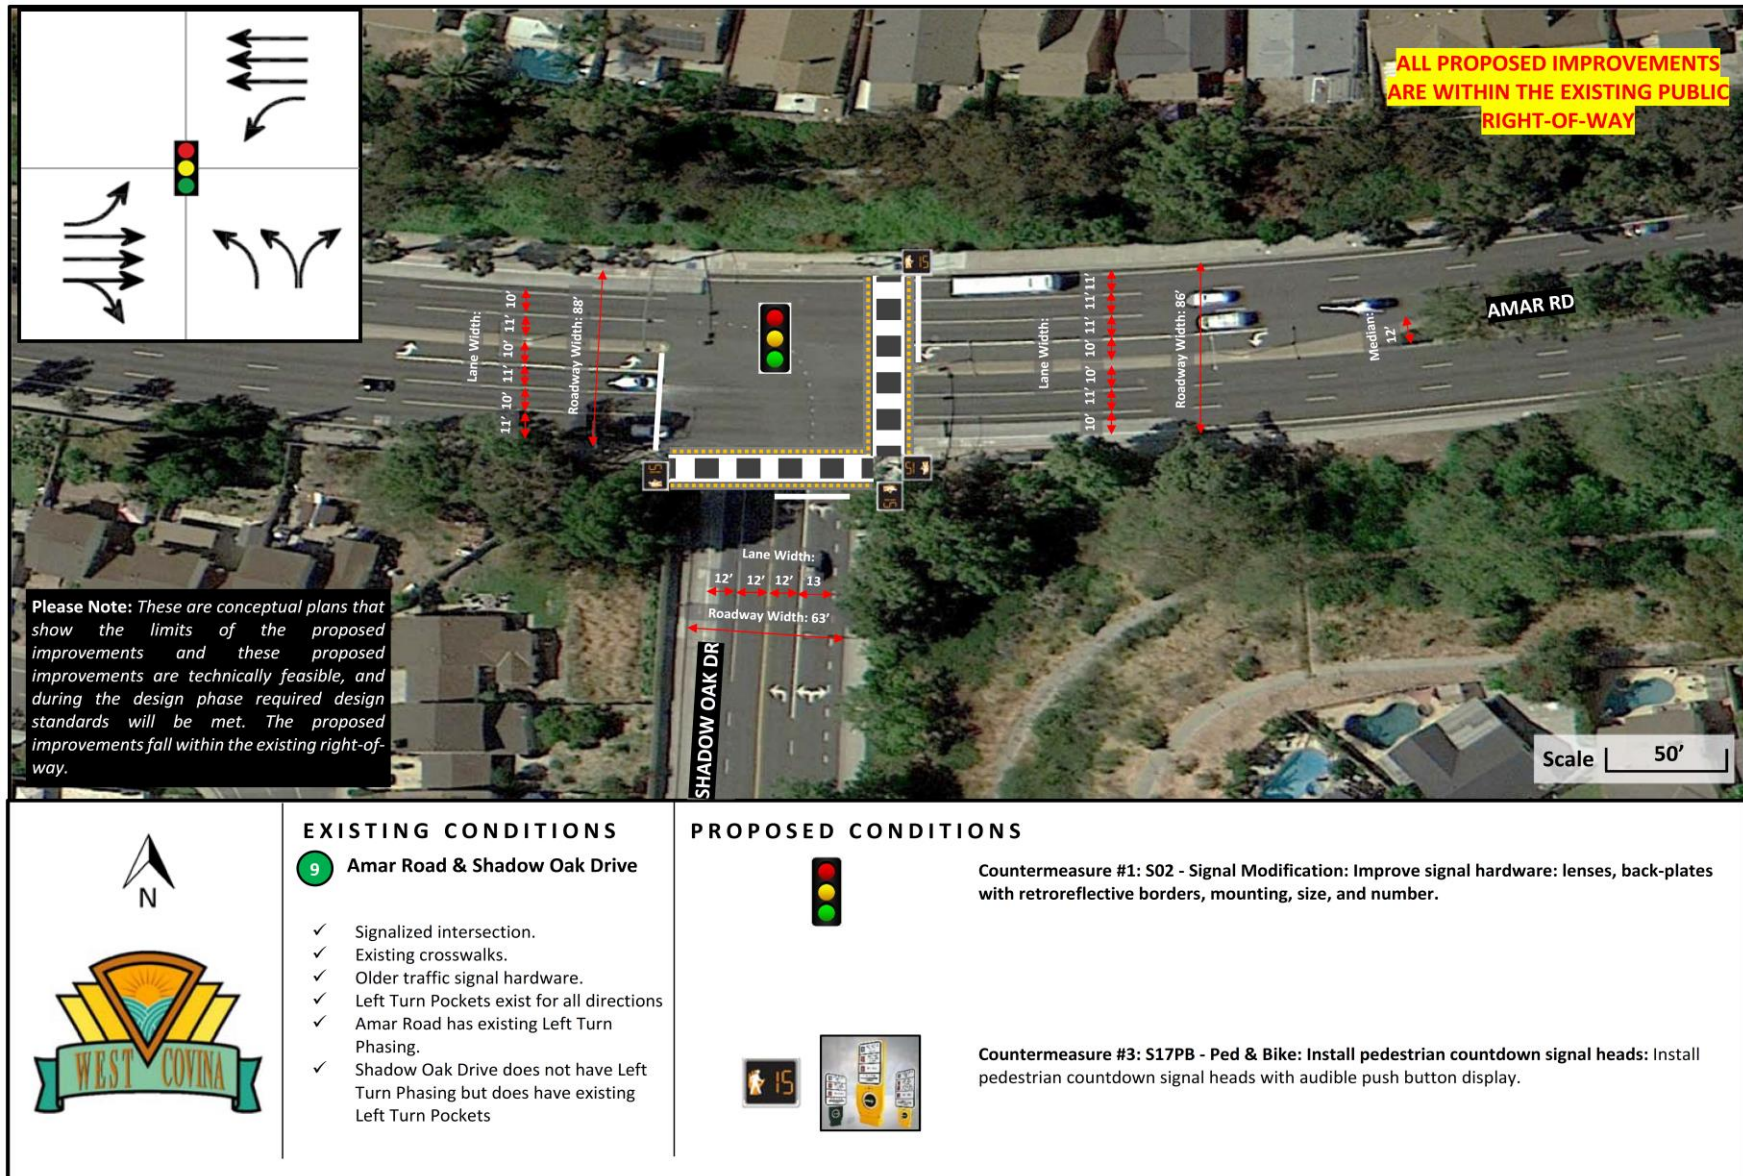 ALL PROPOSED IMPROVEMENTS
ARE WITHIN THE EXISTING PUBLIC
RIGHT-OF-WAY
15
AMAR RD
Lane Width:
11' 10' 11' 10' 11' 10'
Roadway Width: 88'
Lane Width:
10' 11' 10' 10' 11' 11' 11'
Roadway Width: 86'
Median:
12'
15
15
15
Lane Width:
12' 12' 12' 13
Roadway Width: 63'
SHADOW OAK DR
Please Note: These are conceptual plans that
show the limits of the proposed
improvements and these proposed
improvements are technically feasible, and
during the design phase required design
standards will be met. The proposed
improvements fall within the existing right-of-
way.
Scale 50'
N
WEST COVINA
EXISTING CONDITIONS
9 Amar Road & Shadow Oak Drive
✓ Signalized intersection.
✓ Existing crosswalks.
✓ Older traffic signal hardware.
✓ Left Turn Pockets exist for all directions
✓ Amar Road has existing Left Turn
Phasing.
✓ Shadow Oak Drive does not have Left
Turn Phasing but does have existing
Left Turn Pockets
PROPOSED CONDITIONS
Countermeasure #1: S02 - Signal Modification: Improve signal hardware: lenses, back-plates
with retroreflective borders, mounting, size, and number.
15
Countermeasure #3: S17PB - Ped & Bike: Install pedestrian countdown signal heads: Install
pedestrian countdown signal heads with audible push button display.